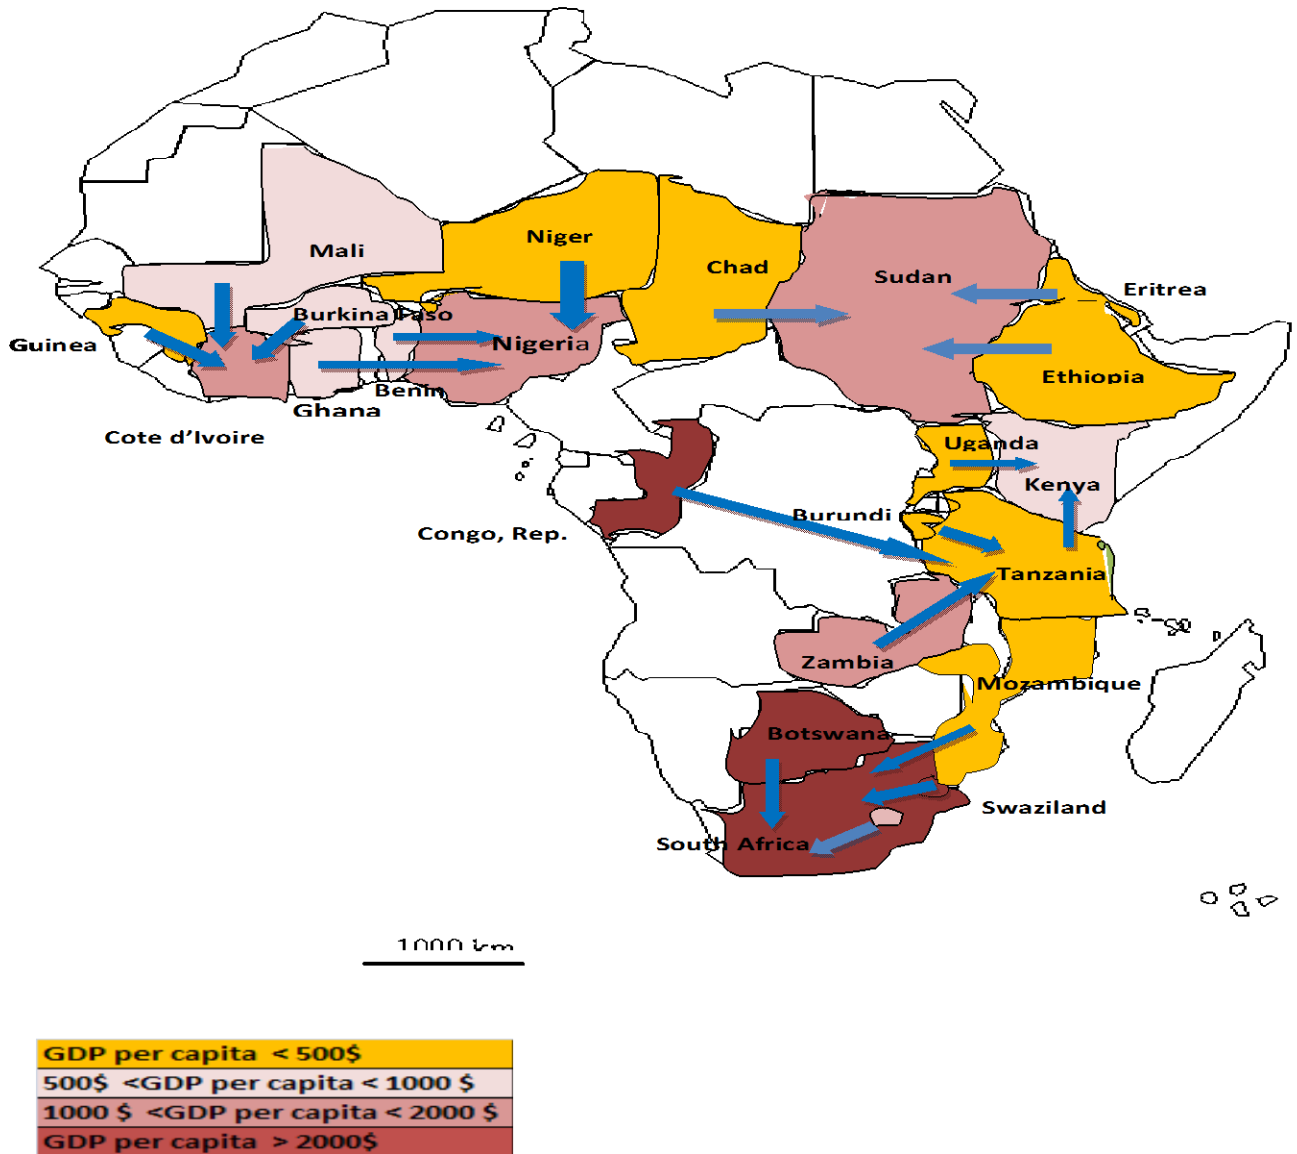 Mali
Niger
Chad
Sudan
Eritrea
Burkina Faso
Guinea
Nigeria
Ethiopia
Benin
Ghana
Cote d’Ivoire
Uganda
Kenya
Burundi
Congo, Rep.
Tanzania
Zambia
Mozambique
Botswana
Swaziland
South Africa
1000 km
GDP per capita < 500$
500$ <GDP per capita < 1000 $
1000 $ <GDP per capita < 2000 $
GDP per capita > 2000$